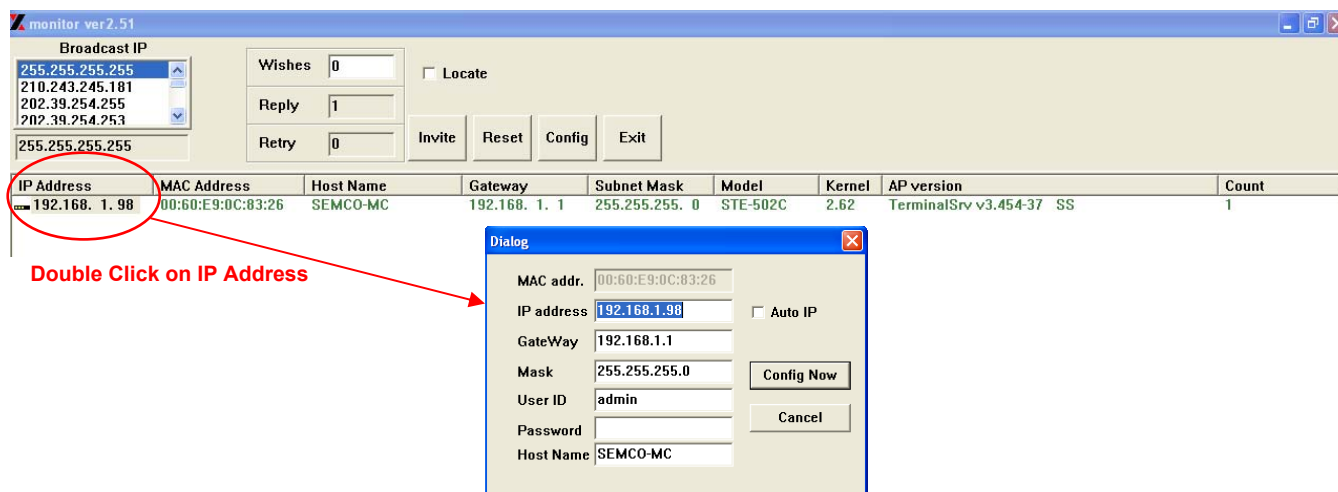 monitor ver2.51
Broadcast IP
255.255.255.255
210.243.245.181
202.39.254.255
202.39.254.253
255.255.255.255
Wishes 0
Reply 1
Retry 0
Locate
Invite Reset Config Exit
IP Address MAC Address Host Name Gateway Subnet Mask Model Kernel AP version Count
192.168. 1. 98 00:60:E9:0C:83:26 SEMCO-MC 192.168. 1. 1 255.255.255. 0 STE-502C 2.62 TerminalSrv v3.454-37 SS 1
Double Click on IP Address
Dialog
MAC addr. 00:60:E9:0C:83:26
IP address 192.168.1.98 Auto IP
GateWay 192.168.1.1
Mask 255.255.255.0
Config Now
User ID admin
Cancel
Password
Host Name SEMCO-MC